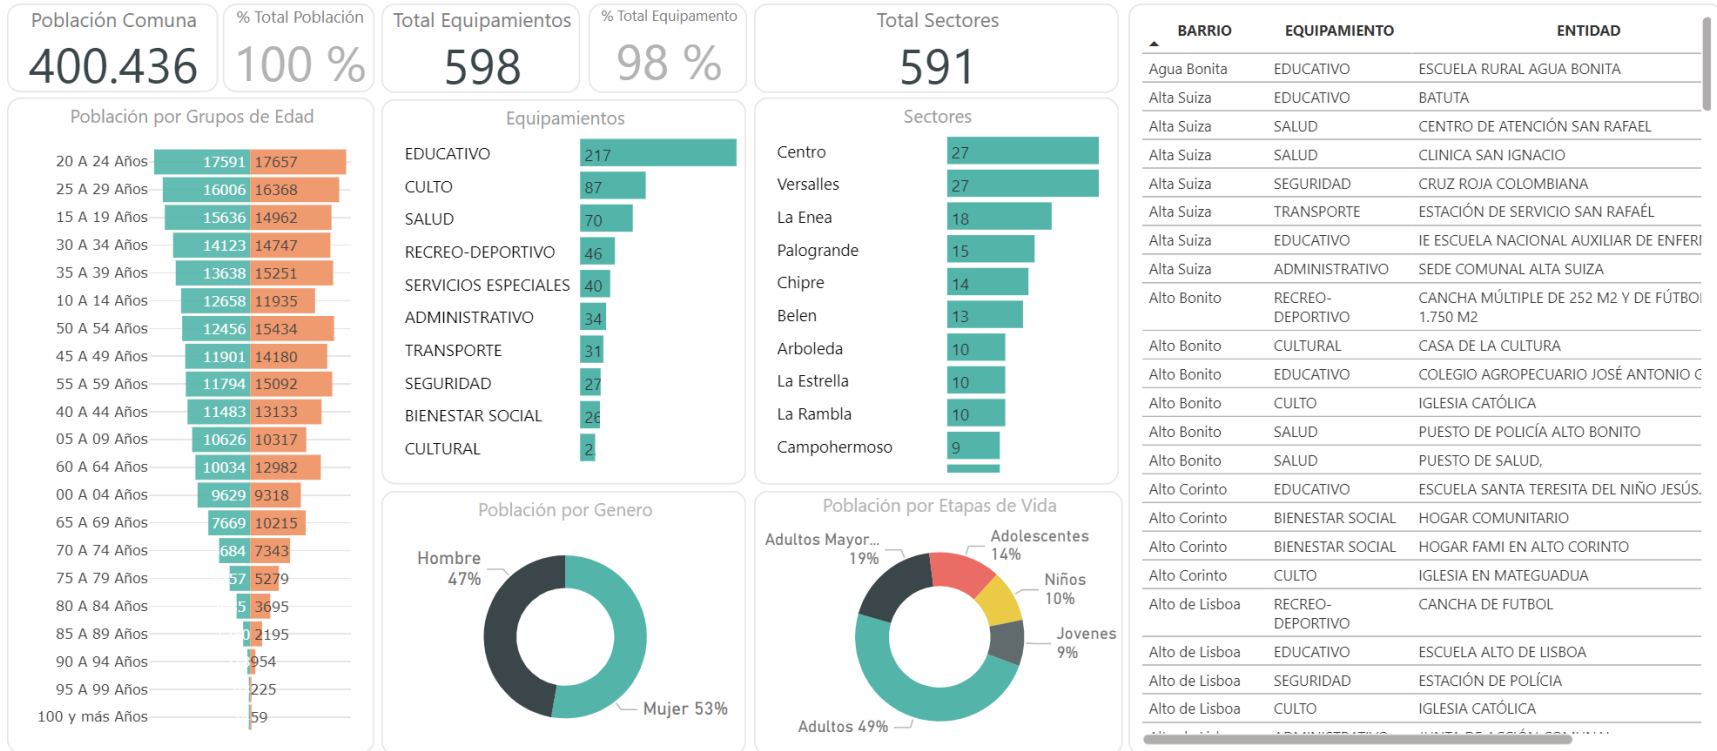 Población Comuna
400.436
% Total Población
100 %
Total Equipamientos
598
% Total Equipamento
98 %
Total Sectores
591
Población por Grupos de Edad
20 A 24 Años 17591 17657
25 A 29 Años 16006 16368
15 A 19 Años 15636 14962
30 A 34 Años 14123 14747
35 A 39 Años 13638 15251
10 A 14 Años 12658 11935
50 A 54 Años 12456 15434
45 A 49 Años 11901 14180
55 A 59 Años 11794 15092
40 A 44 Años 11483 13133
05 A 09 Años 10626 10317
60 A 64 Años 10034 12982
00 A 04 Años 9629 9318
65 A 69 Años 7669 10215
70 A 74 Años 684 7343
75 A 79 Años 57 5279
80 A 84 Años 5 3695
85 A 89 Años 0 2195
90 A 94 Años 954
95 A 99 Años 225
100 y más Años 59
Equipamientos
EDUCATIVO 217
CULTO 87
SALUD 70
RECREO-DEPORTIVO 46
SERVICIOS ESPECIALES 40
ADMINISTRATIVO 34
TRANSPORTE 31
SEGURIDAD 27
BIENESTAR SOCIAL 26
CULTURAL 2
Sectores
Centro 27
Versalles 27
La Enea 18
Palogrande 15
Chipre 14
Belen 13
Arboleda 10
La Estrella 10
La Rambla 10
Campohermoso 9
Población por Genero
Hombre
47%
Mujer 53%
Población por Etapas de Vida
Adultos Mayor...
19%
Adolescentes
14%
Niños
10%
Jovenes
9%
Adultos 49%
BARRIO EQUIPAMIENTO ENTIDAD
Agua Bonita EDUCATIVO ESCUELA RURAL AGUA BONITA
Alta Suiza EDUCATIVO BATUTA
Alta Suiza SALUD CENTRO DE ATENCIÓN SAN RAFAEL
Alta Suiza SALUD CLINICA SAN IGNACIO
Alta Suiza SEGURIDAD CRUZ ROJA COLOMBIANA
Alta Suiza TRANSPORTE ESTACIÓN DE SERVICIO SAN RAFAÉL
Alta Suiza EDUCATIVO IE ESCUELA NACIONAL AUXILIAR DE ENFERM
Alta Suiza ADMINISTRATIVO SEDE COMUNAL ALTA SUIZA
Alto Bonito RECREO- CANCHA MÚLTIPLE DE 252 M2 Y DE FÚTBO
DEPORTIVO 1.750 M2
Alto Bonito CULTURAL CASA DE LA CULTURA
Alto Bonito EDUCATIVO COLEGIO AGROPECUARIO JOSÉ ANTONIO G
Alto Bonito CULTO IGLESIA CATÓLICA
Alto Bonito SALUD PUESTO DE POLICÍA ALTO BONITO
Alto Bonito SALUD PUESTO DE SALUD,
Alto Corinto EDUCATIVO ESCUELA SANTA TERESITA DEL NIÑO JESÚS.
Alto Corinto BIENESTAR SOCIAL HOGAR COMUNITARIO
Alto Corinto BIENESTAR SOCIAL HOGAR FAMI EN ALTO CORINTO
Alto Corinto CULTO IGLESIA EN MATEGUADUA
Alto de Lisboa RECREO- CANCHA DE FUTBOL
DEPORTIVO
Alto de Lisboa EDUCATIVO ESCUELA ALTO DE LISBOA
Alto de Lisboa SEGURIDAD ESTACIÓN DE POLÍCIA
Alto de Lisboa CULTO IGLESIA CATÓLICA